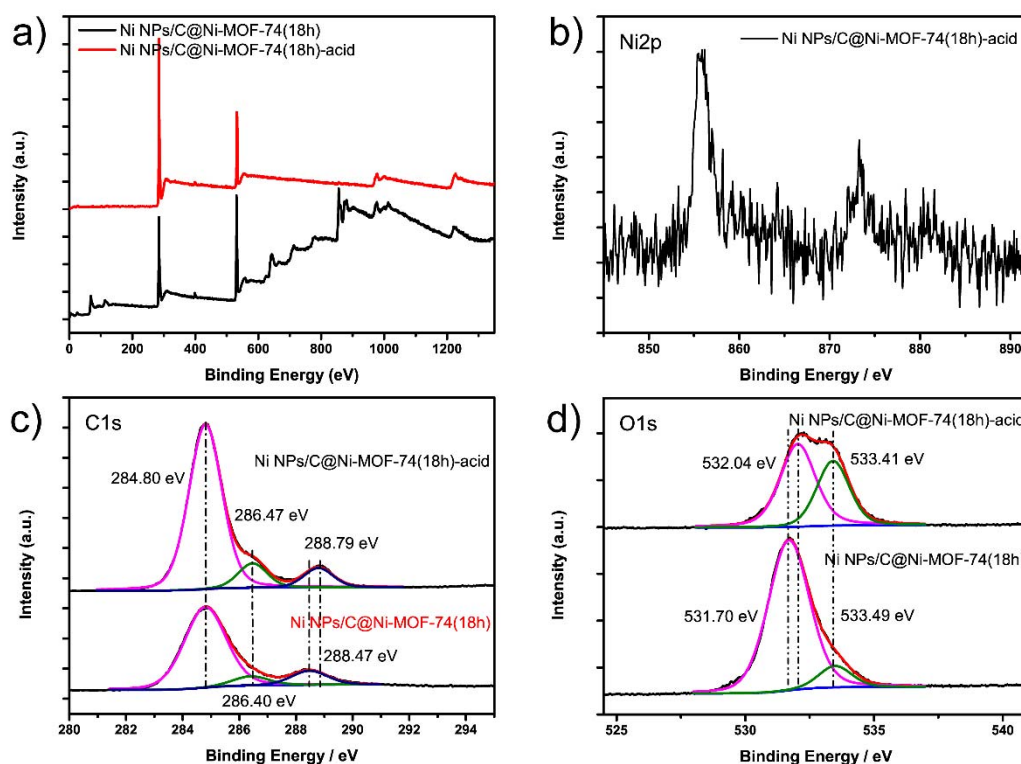 a)
Ni NPs/C@Ni-MOF-74(18h)
Ni NPs/C@Ni-MOF-74(18h)-acid
Intensity (a.u.)
0 200 400 600 800 1000 1200
Binding Energy (eV)
b)
Ni2p
Ni NPs/C@Ni-MOF-74(18h)-acid
Intensity (a.u.)
850 860 870 880 890
Binding Energy / eV
c)
C1s
Ni NPs/C@Ni-MOF-74(18h)-acid
284.80 eV
286.47 eV
288.79 eV
Ni NPs/C@Ni-MOF-74(18h)
288.47 eV
286.40 eV
Intensity (a.u.)
280 282 284 286 288 290 292 294
Binding Energy / eV
d)
O1s
Ni NPs/C@Ni-MOF-74(18h)-acid
532.04 eV
533.41 eV
Ni NPs/C@Ni-MOF-74(18h
531.70 eV
533.49 eV
Intensity (a.u.)
525 530 535 540
Binding Energy / eV